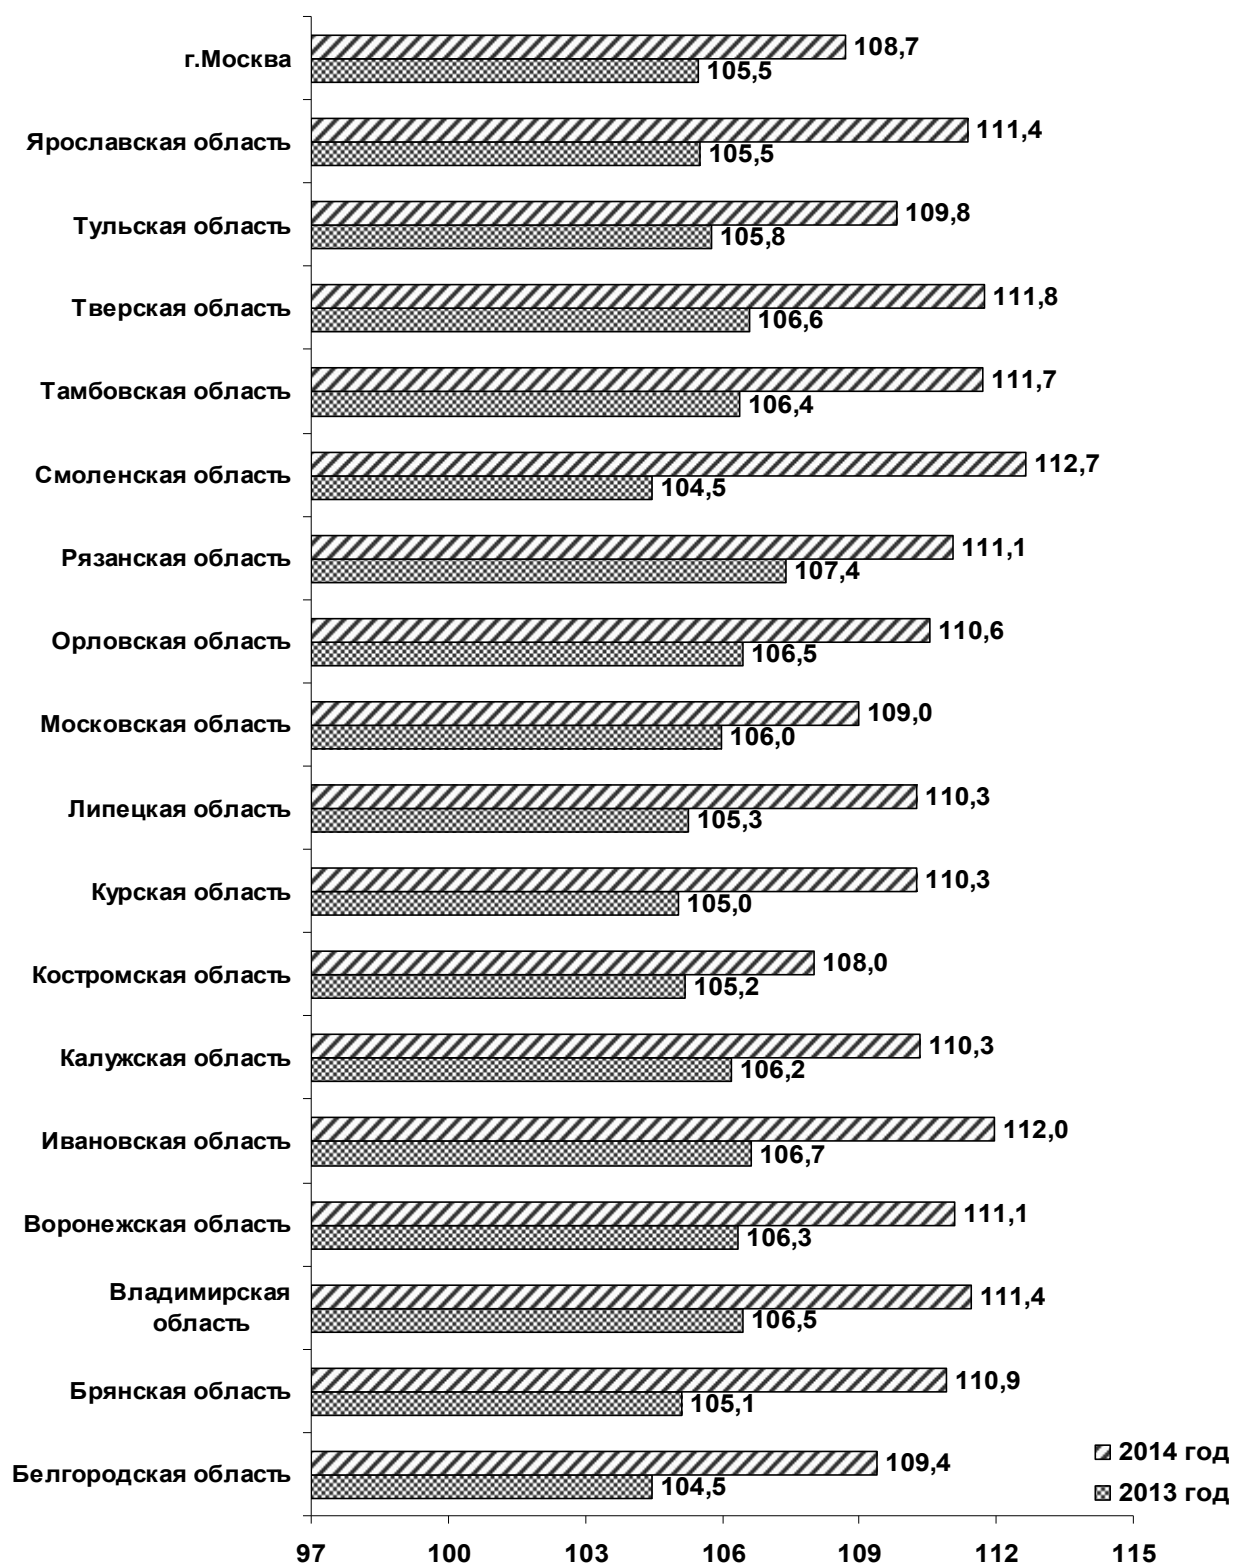 г.Москва
108,7
105,5
Ярославская область
111,4
105,5
Тульская область
109,8
105,8
Тверская область
111,8
106,6
Тамбовская область
111,7
106,4
Смоленская область
112,7
104,5
Рязанская область
111,1
107,4
Орловская область
110,6
106,5
Московская область
109,0
106,0
Липецкая область
110,3
105,3
Курская область
110,3
105,0
Костромская область
108,0
105,2
Калужская область
110,3
106,2
Ивановская область
112,0
106,7
Воронежская область
111,1
106,3
Владимирская
область
111,4
106,5
Брянская область
110,9
105,1
Белгородская область
109,4
104,5
2014 год
2013 год
97 100 103 106 109 112 115